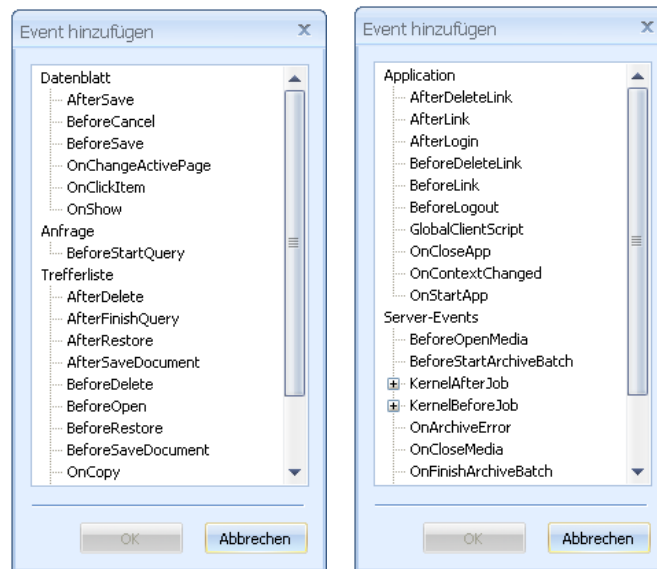 Event hinzufügen
Datenblatt
AfterSave
BeforeCancel
BeforeSave
OnChangeActivePage
OnClickItem
OnShow
Anfrage
BeforeStartQuery
Trefferliste
AfterDelete
AfterFinishQuery
AfterRestore
AfterSaveDocument
BeforeDelete
BeforeOpen
BeforeRestore
BeforeSaveDocument
OnCopy
OK
Abbrechen
Event hinzufügen
Application
AfterDeleteLink
AfterLink
AfterLogin
BeforeDeleteLink
BeforeLink
BeforeLogout
GlobalClientScript
OnCloseApp
OnContextChanged
OnStartApp
Server-Events
BeforeOpenMedia
BeforeStartArchiveBatch
KernelAfterJob
KernelBeforeJob
OnArchiveError
OnCloseMedia
OnFinishArchiveBatch
OK
Abbrechen